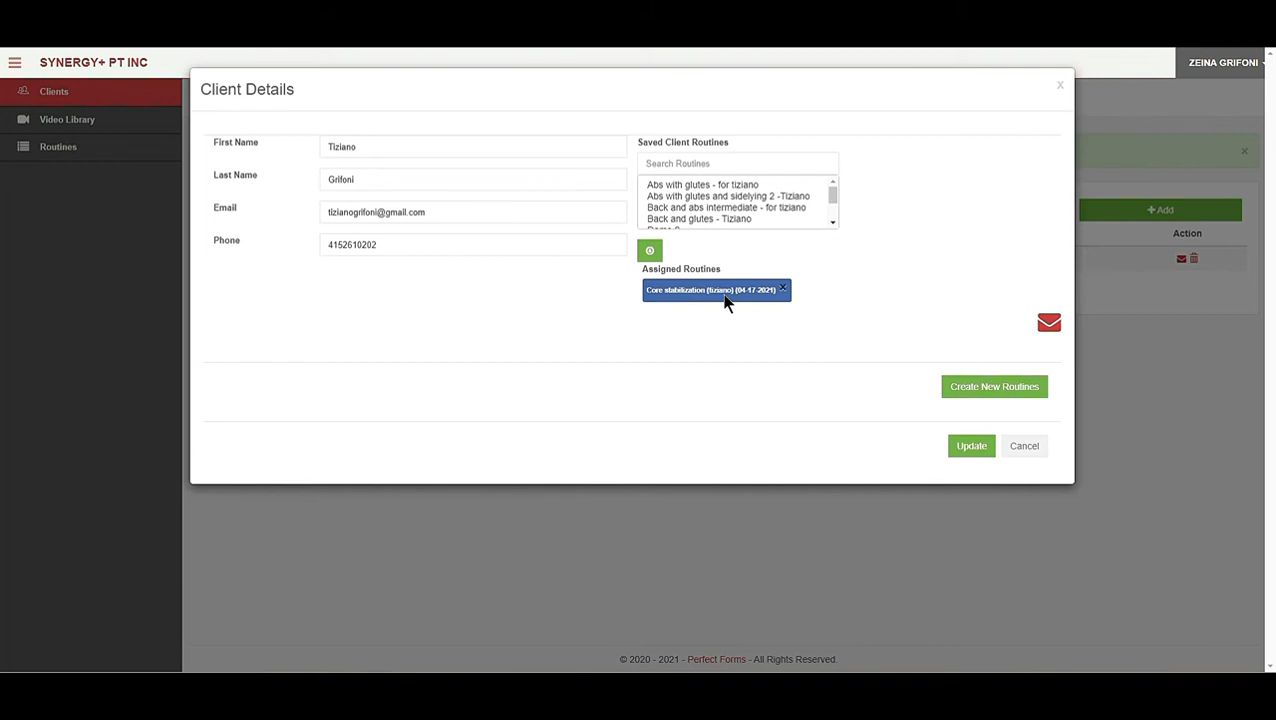 SYNERGY+ PT INC
ZEINA GRIFONI
Clients
Video Library
Routines
Client Details
X
First Name
Tiziano
Last Name
Grifoni
Email
tizianogrifoni@gmail.com
Phone
4152610202
Saved Client Routines
Search Routines
Abs with glutes - for tiziano
Abs with glutes and sidelying 2 -Tiziano
Back and abs intermediate - for tiziano
Back and glutes - Tiziano
Assigned Routines
Core stabilization (tiziano) (04-17-2021) X
Create New Routines
Update
Cancel
×
+ Add
Action
© 2020 - 2021 - Perfect Forms - All Rights Reserved.